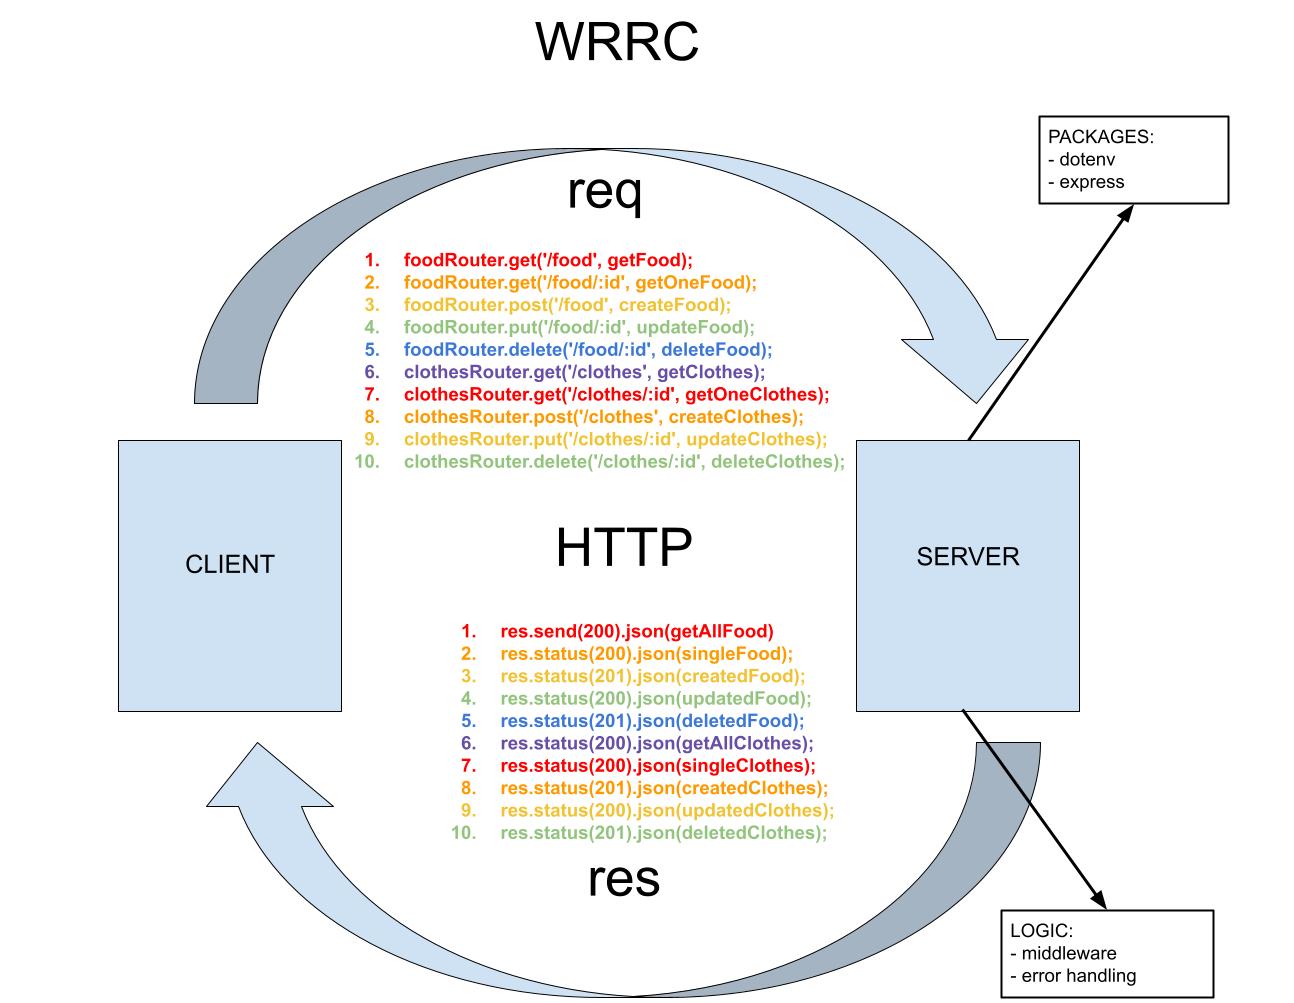 WRRC
PACKAGES:
- dotenv
- express
req
1. foodRouter.get('/food', getFood);
2. foodRouter.get('/food/:id', getOneFood);
3. foodRouter.post('/food', createFood);
4. foodRouter.put('/food/:id', updateFood);
5. foodRouter.delete('/food/:id', deleteFood);
6. clothesRouter.get('/clothes', getClothes);
7. clothesRouter.get('/clothes/:id', getOneClothes);
8. clothesRouter.post('/clothes', createClothes);
9. clothesRouter.put('/clothes/:id', updateClothes);
10. clothesRouter.delete('/clothes/:id', deleteClothes);
CLIENT
HTTP
SERVER
1. res.send(200).json(getAllFood)
2. res.status(200).json(singleFood);
3. res.status(201).json(createdFood);
4. res.status(200).json(updatedFood);
5. res.status(201).json(deletedFood);
6. res.status(200).json(getAllClothes);
7. res.status(200).json(singleClothes);
8. res.status(201).json(createdClothes);
9. res.status(200).json(updatedClothes);
10. res.status(201).json(deletedClothes);
res
LOGIC:
- middleware
- error handling